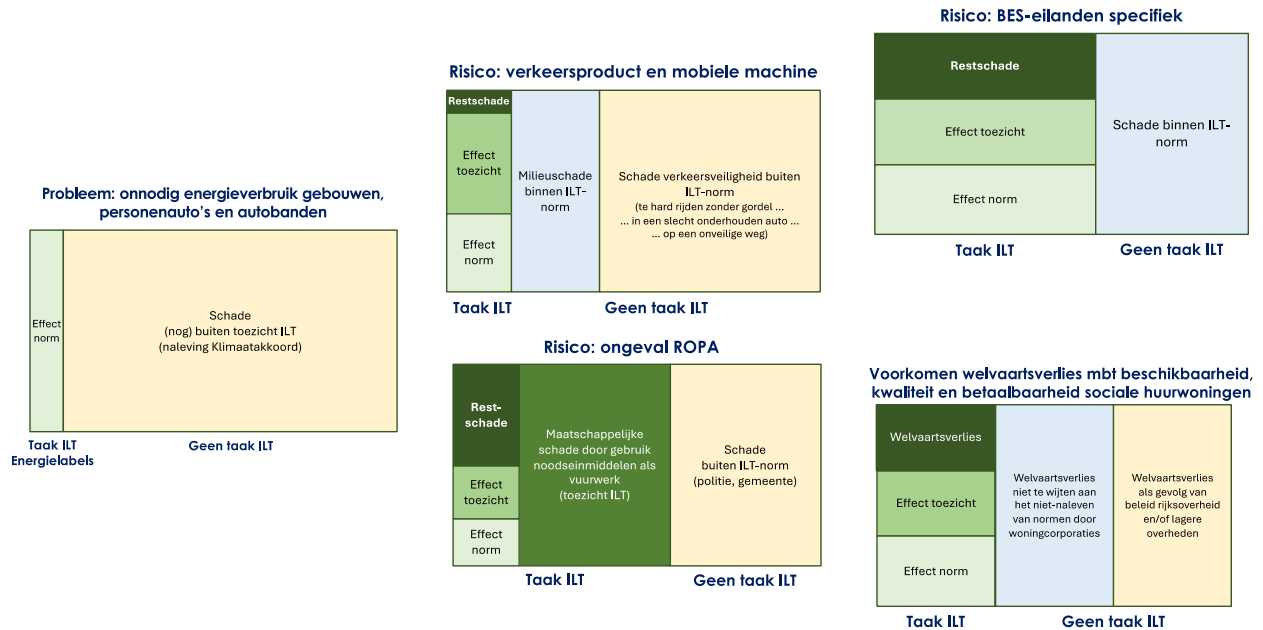 Probleem: onnodig energieverbruik gebouwen,
personenauto's en autobanden
Effect
norm
Schade
(nog) buiten toezicht ILT
(naleving Klimaatakkoord)
Taak ILT
Energielabels
Geen taak ILT
Risico: verkeersproduct en mobiele machine
Restschade
Effect
toezicht
Effect
norm
Milieuschade
binnen ILT-
norm
Schade verkeersveiligheid buiten
ILT-norm
(te hard rijden zonder gordel ...
... in een slecht onderhouden auto ...
... op een onveilige weg)
Taak ILT
Geen taak ILT
Risico: ongeval ROPA
Rest-
schade
Effect
toezicht
Effect
norm
Maatschappelijke
schade door gebruik
noodseinmiddelen als
vuurwerk
(toezicht ILT)
Schade
buiten ILT-norm
(politie, gemeente)
Taak ILT
Geen taak ILT
Risico: BES-eilanden specifiek
Restschade
Effect toezicht
Effect norm
Schade binnen ILT-
norm
Taak ILT
Geen taak ILT
Voorkomen welvaartsverlies mbt beschikbaarheid,
kwaliteit en betaalbaarheid sociale huurwoningen
Welvaartsverlies
Effect toezicht
Effect norm
Welvaartsverlies
niet te wijten aan
het niet-naleven
van normen door
woningcorporaties
Welvaartsverlies
als gevolg van
beleid rijksoverheid
en/of lagere
overheden
Taak ILT
Geen taak ILT